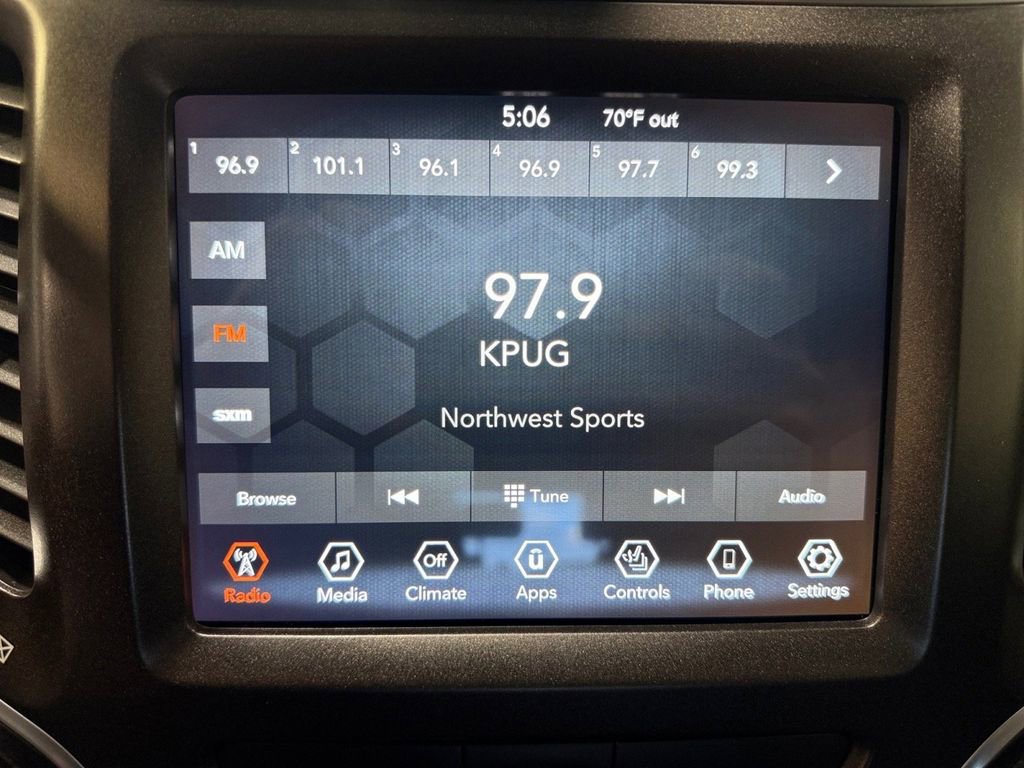 5:06 70°F out
1 96.9 2 101.1 3 96.1 4 96.9 5 97.7 6 99.3
AM
97.9
FM
KPUG
sxm
Northwest Sports
Browse Tune Audio
Off û
Radio Media Climate Apps Controls Phone Settings